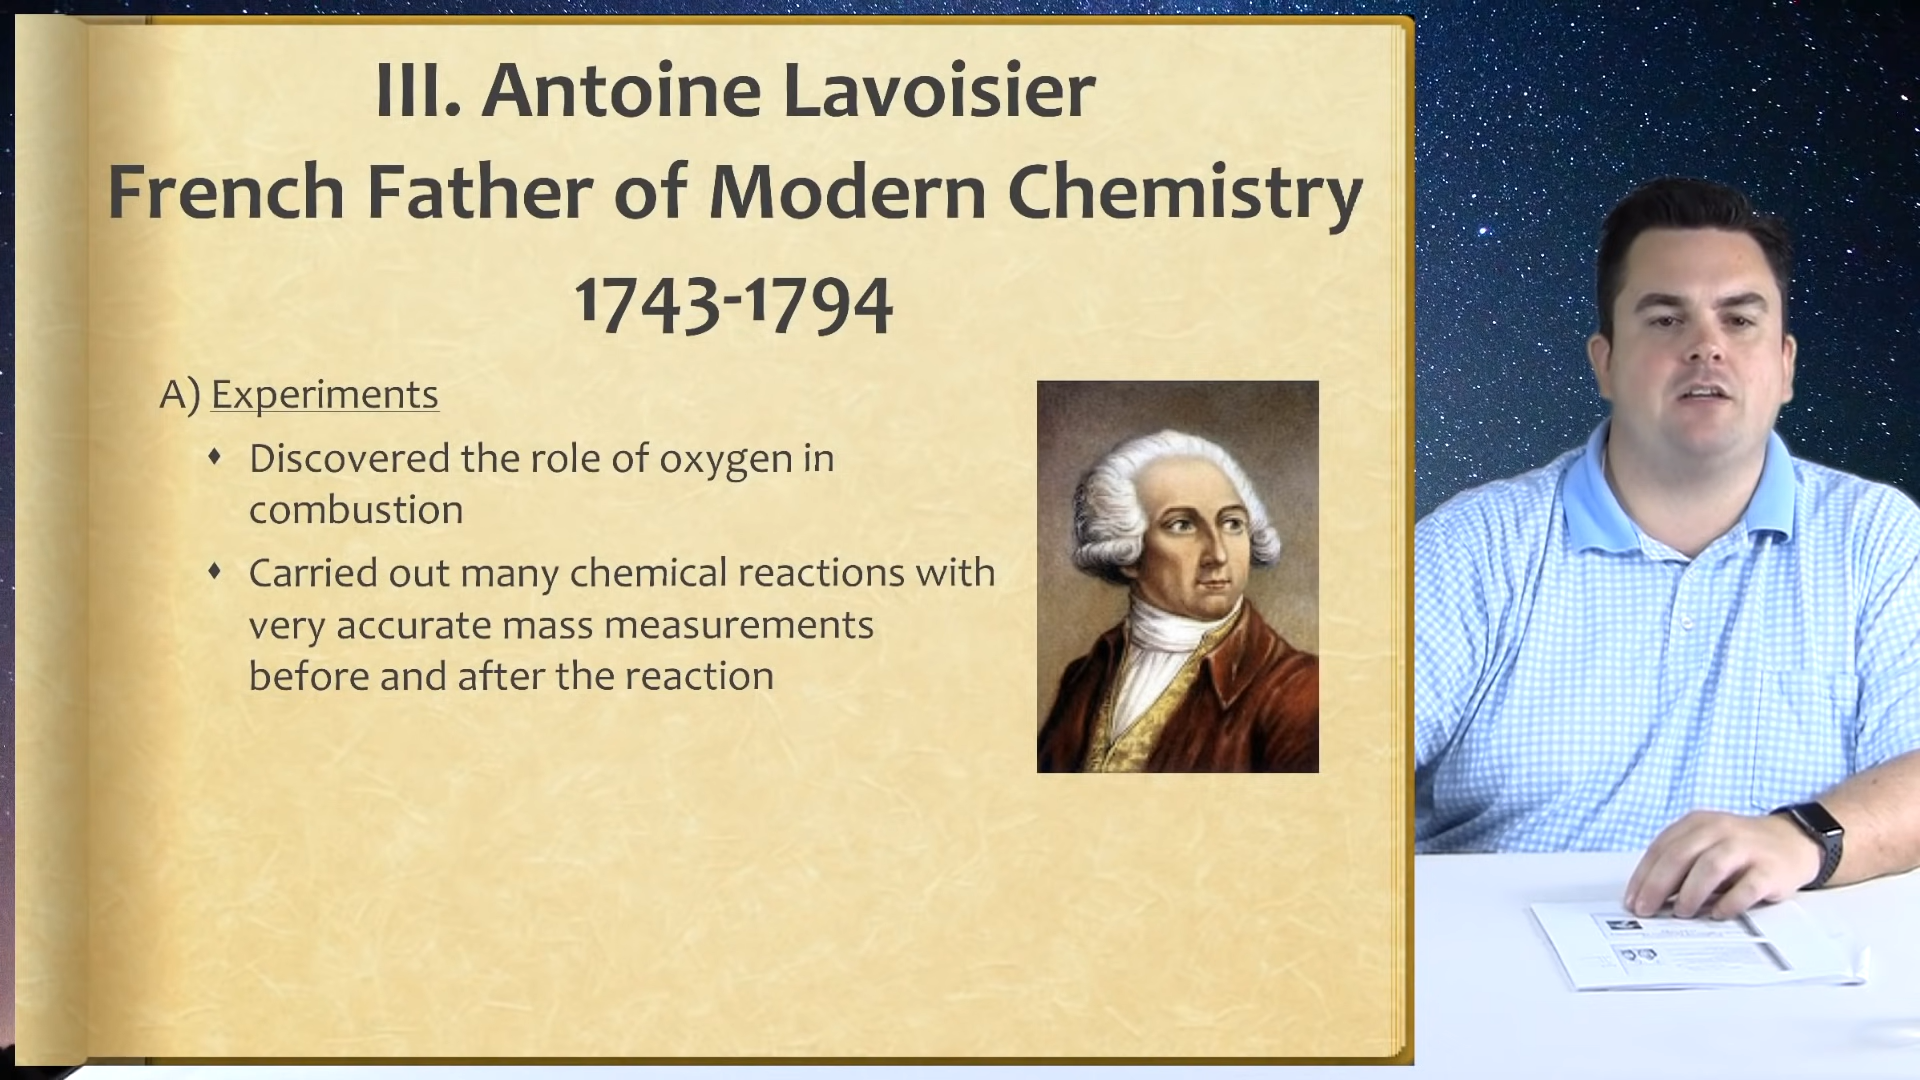 III. Antoine Lavoisier
French Father of Modern Chemistry
1743-1794
A) Experiments
Discovered the role of oxygen in
combustion
Carried out many chemical reactions with
very accurate mass measurements
before and after the reaction